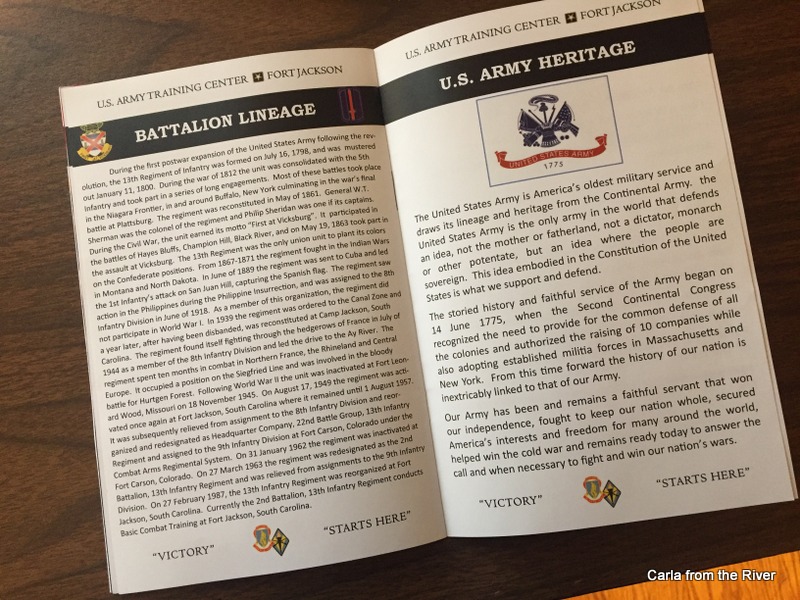 U.S. ARMY TRAINING CENTER FORT JACKSON
BATTALION LINEAGE
During the first postwar expansion of the United States Army following the rev-
olution, the 13th Regiment of Infantry was formed on July 16, 1798, and was mustered
out January 11, 1800. During the war of 1812 the unit was consolidated with the 5th
Infantry and took part in a series of long engagements. Most of these battles took place
in the Niagara Frontier, in and around Buffalo, New York culminating in the war's final
battle at Plattsburg. The regiment was reconstituted in May of 1861. General W.T.
Sherman was the colonel of the regiment and Philip Sheridan was one if its captains.
During the Civil War, the unit earned its motto "First at Vicksburg". It participated in
the battles of Hayes Bluffs, Champion Hill, Black River, and on May 19, 1863 took part in
the assault at Vicksburg. The 13th Regiment was the only union unit to plant its colors
on the Confederate positions. From 1867-1871 the regiment fought in the Indian Wars
in Montana and North Dakota. In June of 1889 the regiment was sent to Cuba and led
the 1st Infantry's attack on San Juan Hill, capturing the Spanish flag. The regiment saw
action in the Philippines during the Philippine Insurrection, and was assigned to the 8th
Infantry Division in June of 1918. As a member of this organization, the regiment did
not participate in World War I. In 1939 the regiment was ordered to the Canal Zone and
a year later, after having been disbanded, was reconstituted at Camp Jackson, South
Carolina. The regiment found itself fighting through the hedgerows of France in July of
1944 as a member of the 8th Infantry Division and led the drive to the Ay River. The
regiment spent ten months in combat in Northern France, the Rhineland and Central
Europe. It occupied a position on the Siegfried Line and was involved in the bloody
battle for Hurtgen Forest. Following World War II the unit was inactivated at Fort Leon-
ard Wood, Missouri on 18 November 1945. On August 17, 1949 the regiment was acti-
vated once again at Fort Jackson, South Carolina where it remained until 1 August 1957.
It was subsequently relieved from assignment to the 8th Infantry Division and reor-
ganized and redesignated as Headquarter Company, 22nd Battle Group, 13th Infantry
Regiment and assigned to the 9th Infantry Division at Fort Carson, Colorado under the
Combat Arms Regimental System. On 31 January 1962 the regiment was inactivated at
Fort Carson, Colorado. On 27 March 1963 the regiment was redesignated as the 2nd
Battalion, 13th Infantry Regiment and was relieved from assignments to the 9th Infantry
Division. On 27 February 1987, the 13th Infantry Regiment was reorganized at Fort
Jackson, South Carolina. Currently the 2nd Battalion, 13th Infantry Regiment conducts
Basic Combat Training at Fort Jackson, South Carolina.
"VICTORY" "STARTS HERE"
U.S. ARMY TRAINING CENTER FORT JACKSON
U.S. ARMY HERITAGE
UNITED STATES ARMY
1775
The United States Army is America's oldest military service and
draws its lineage and heritage from the Continental Army. the
United States Army is the only army in the world that defends
an idea, not the mother or fatherland, not a dictator, monarch
or other potentate, but an idea where the people are
sovereign. This idea embodied in the Constitution of the United
States is what we support and defend.
The storied history and faithful service of the Army began on
14 June 1775, when the Second Continental Congress
recognized the need to provide for the common defense of all
the colonies and authorized the raising of 10 companies while
also adopting established militia forces in Massachusetts and
New York. From this time forward the history of our nation is
inextricably linked to that of our Army.
Our Army has been and remains a faithful servant that won
our independence, fought to keep our nation whole, secured
America's interests and freedom for many around the world,
helped win the cold war and remains ready today to answer the
call and when necessary to fight and win our nation's wars.
"VICTORY" "STARTS HERE"
Carla from the River